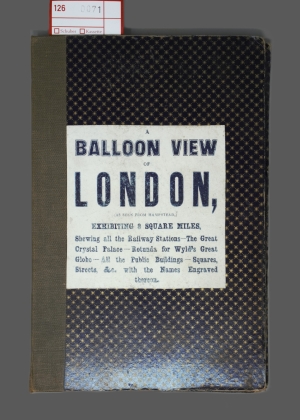 126
A
BALLOON VIEW
OF
LONDON,
(AS SEEN FROM HAMPSTEAD.)
EXHIBITING 8 SQUARE MILES,
Shewing all the Railway Stations—The Great
Crystal Palace—Rotunda for Wyld's Great
Globe—All the Public Buildings—Squares,
Streets, &c. with the Names Engraved
thereon.